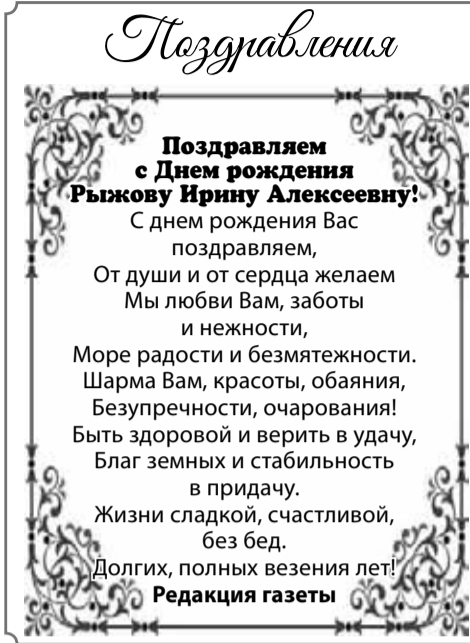 Поздравления
Поздравляем
с Днем рождения
Рыжову Ирину Алексеевну!
С днем рождения Вас
поздравляем,
От души и от сердца желаем
Мы любви Вам, заботы
и нежности,
Море радости и безмятежности.
Шарма Вам, красоты, обаяния,
Безупречности, очарования!
Быть здоровой и верить в удачу,
Благ земных и стабильность
в придачу.
Жизни сладкой, счастливой,
без бед.
Долгих, полных везения лет!
Редакция газеты